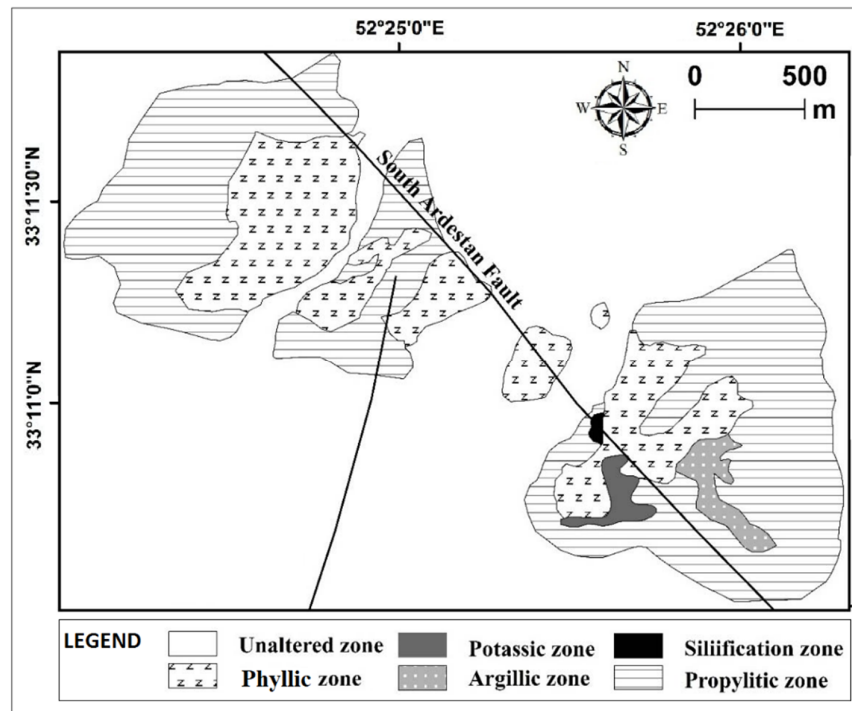 52°25'0"E
52°26'0"E
N
W E
S
0 500
m
33°11'30"N
33°11'0"N
South Ardestan Fault
LEGEND
Unaltered zone
Potassic zone
Siliification zone
Phyllic zone
Argillic zone
Propylitic zone